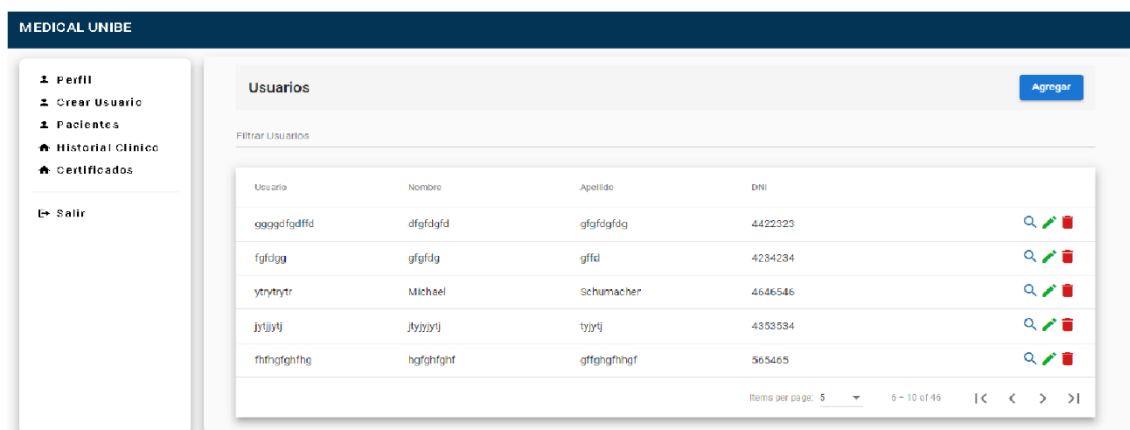 MEDICAL UNIBE
Perfil
Crear Usuario
Pacientes
Historial Clinico
Certificados
Salir
Usuarios
Agregar
Filtrar Usuarios
Usuario Nombre Apellido DNI
ggggdfgdffd dfgfdgfd gfgfdgfdg 4422323
fgfdgg gfgfdg gffd 4234234
ytrytrytr Michael Schumacher 4646546
jytjjytj jtyjyjytj tyjytj 4353534
fhfhgfghfhg hgfghfghf gffghgfhhgf 565465
Items per page: 5 6 – 10 of 46